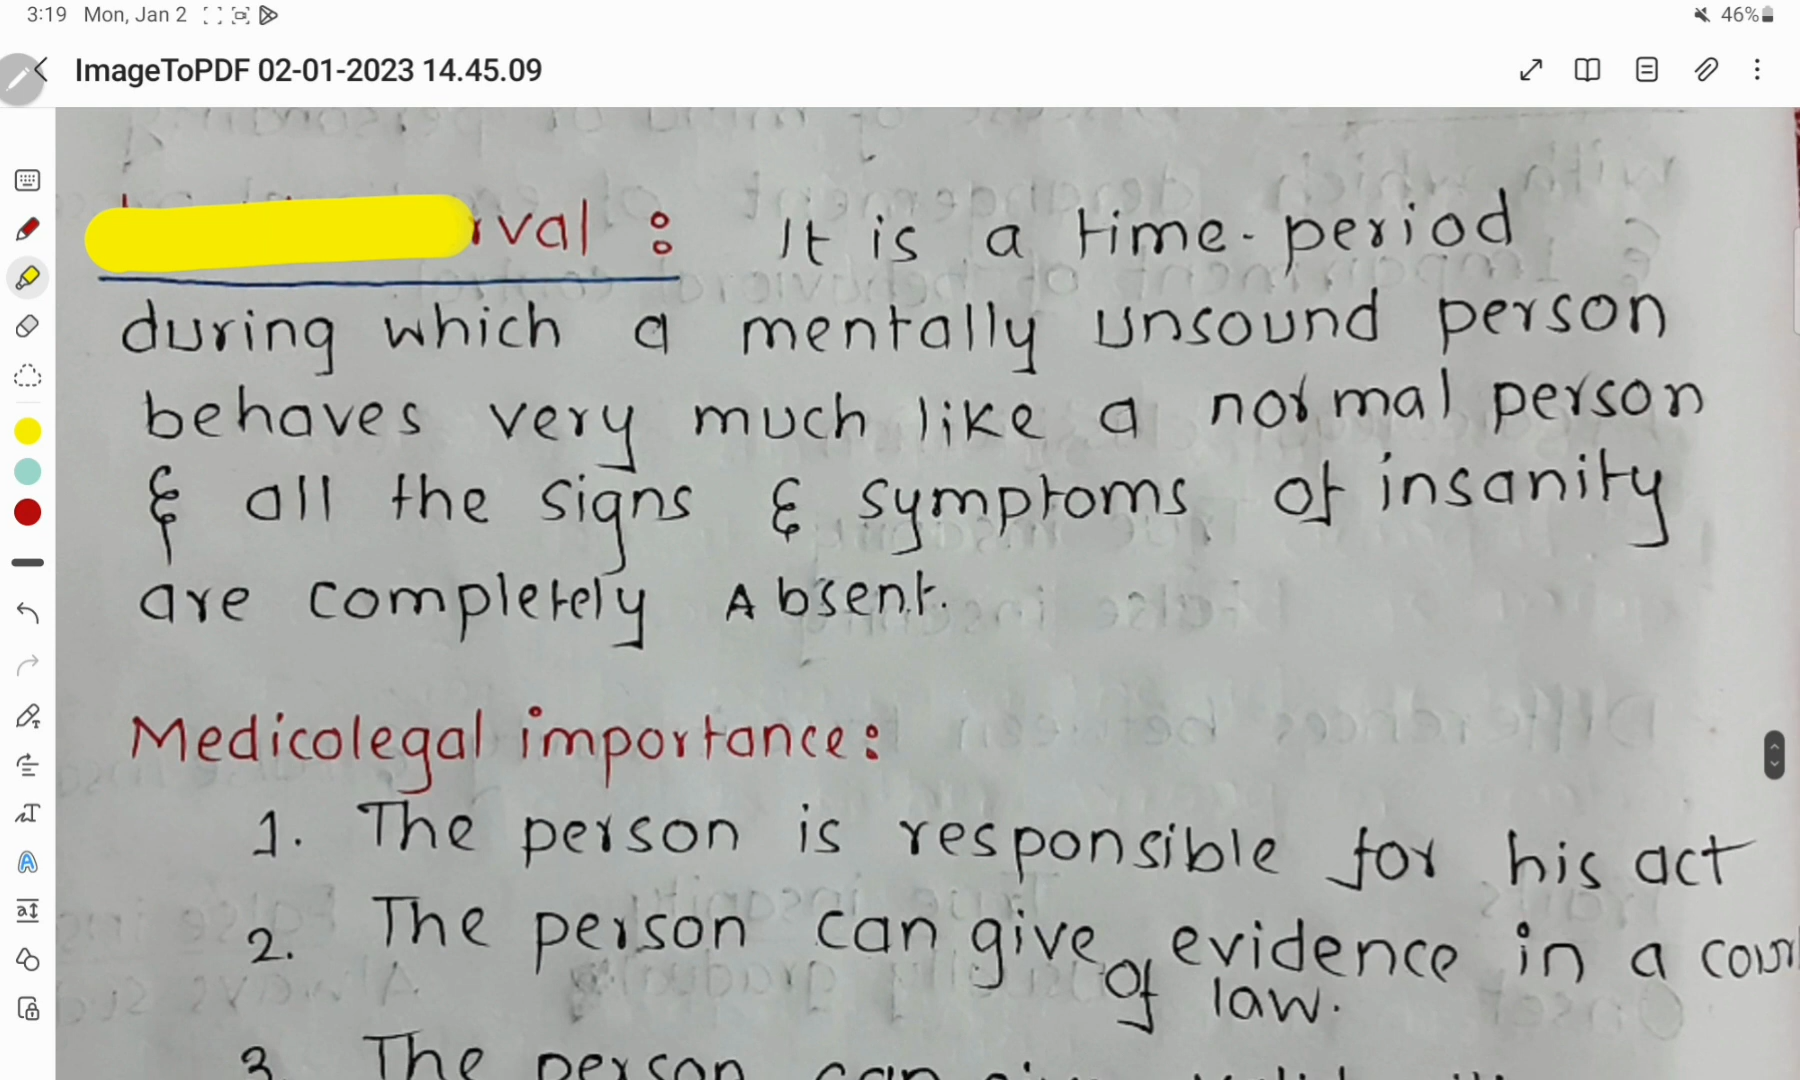 3:19 Mon, Jan 2
46%
ImageToPDF 02-01-2023 14.45.09
rval : It is a time-period
during which a mentally unsound person
behaves very much like a normal person
& all the signs & symptoms of insanity
are completely Absent.
Medicolegal importance:
1. The person is responsible for his act
2. The person can give evidence in a cour
of law.
3. The person can